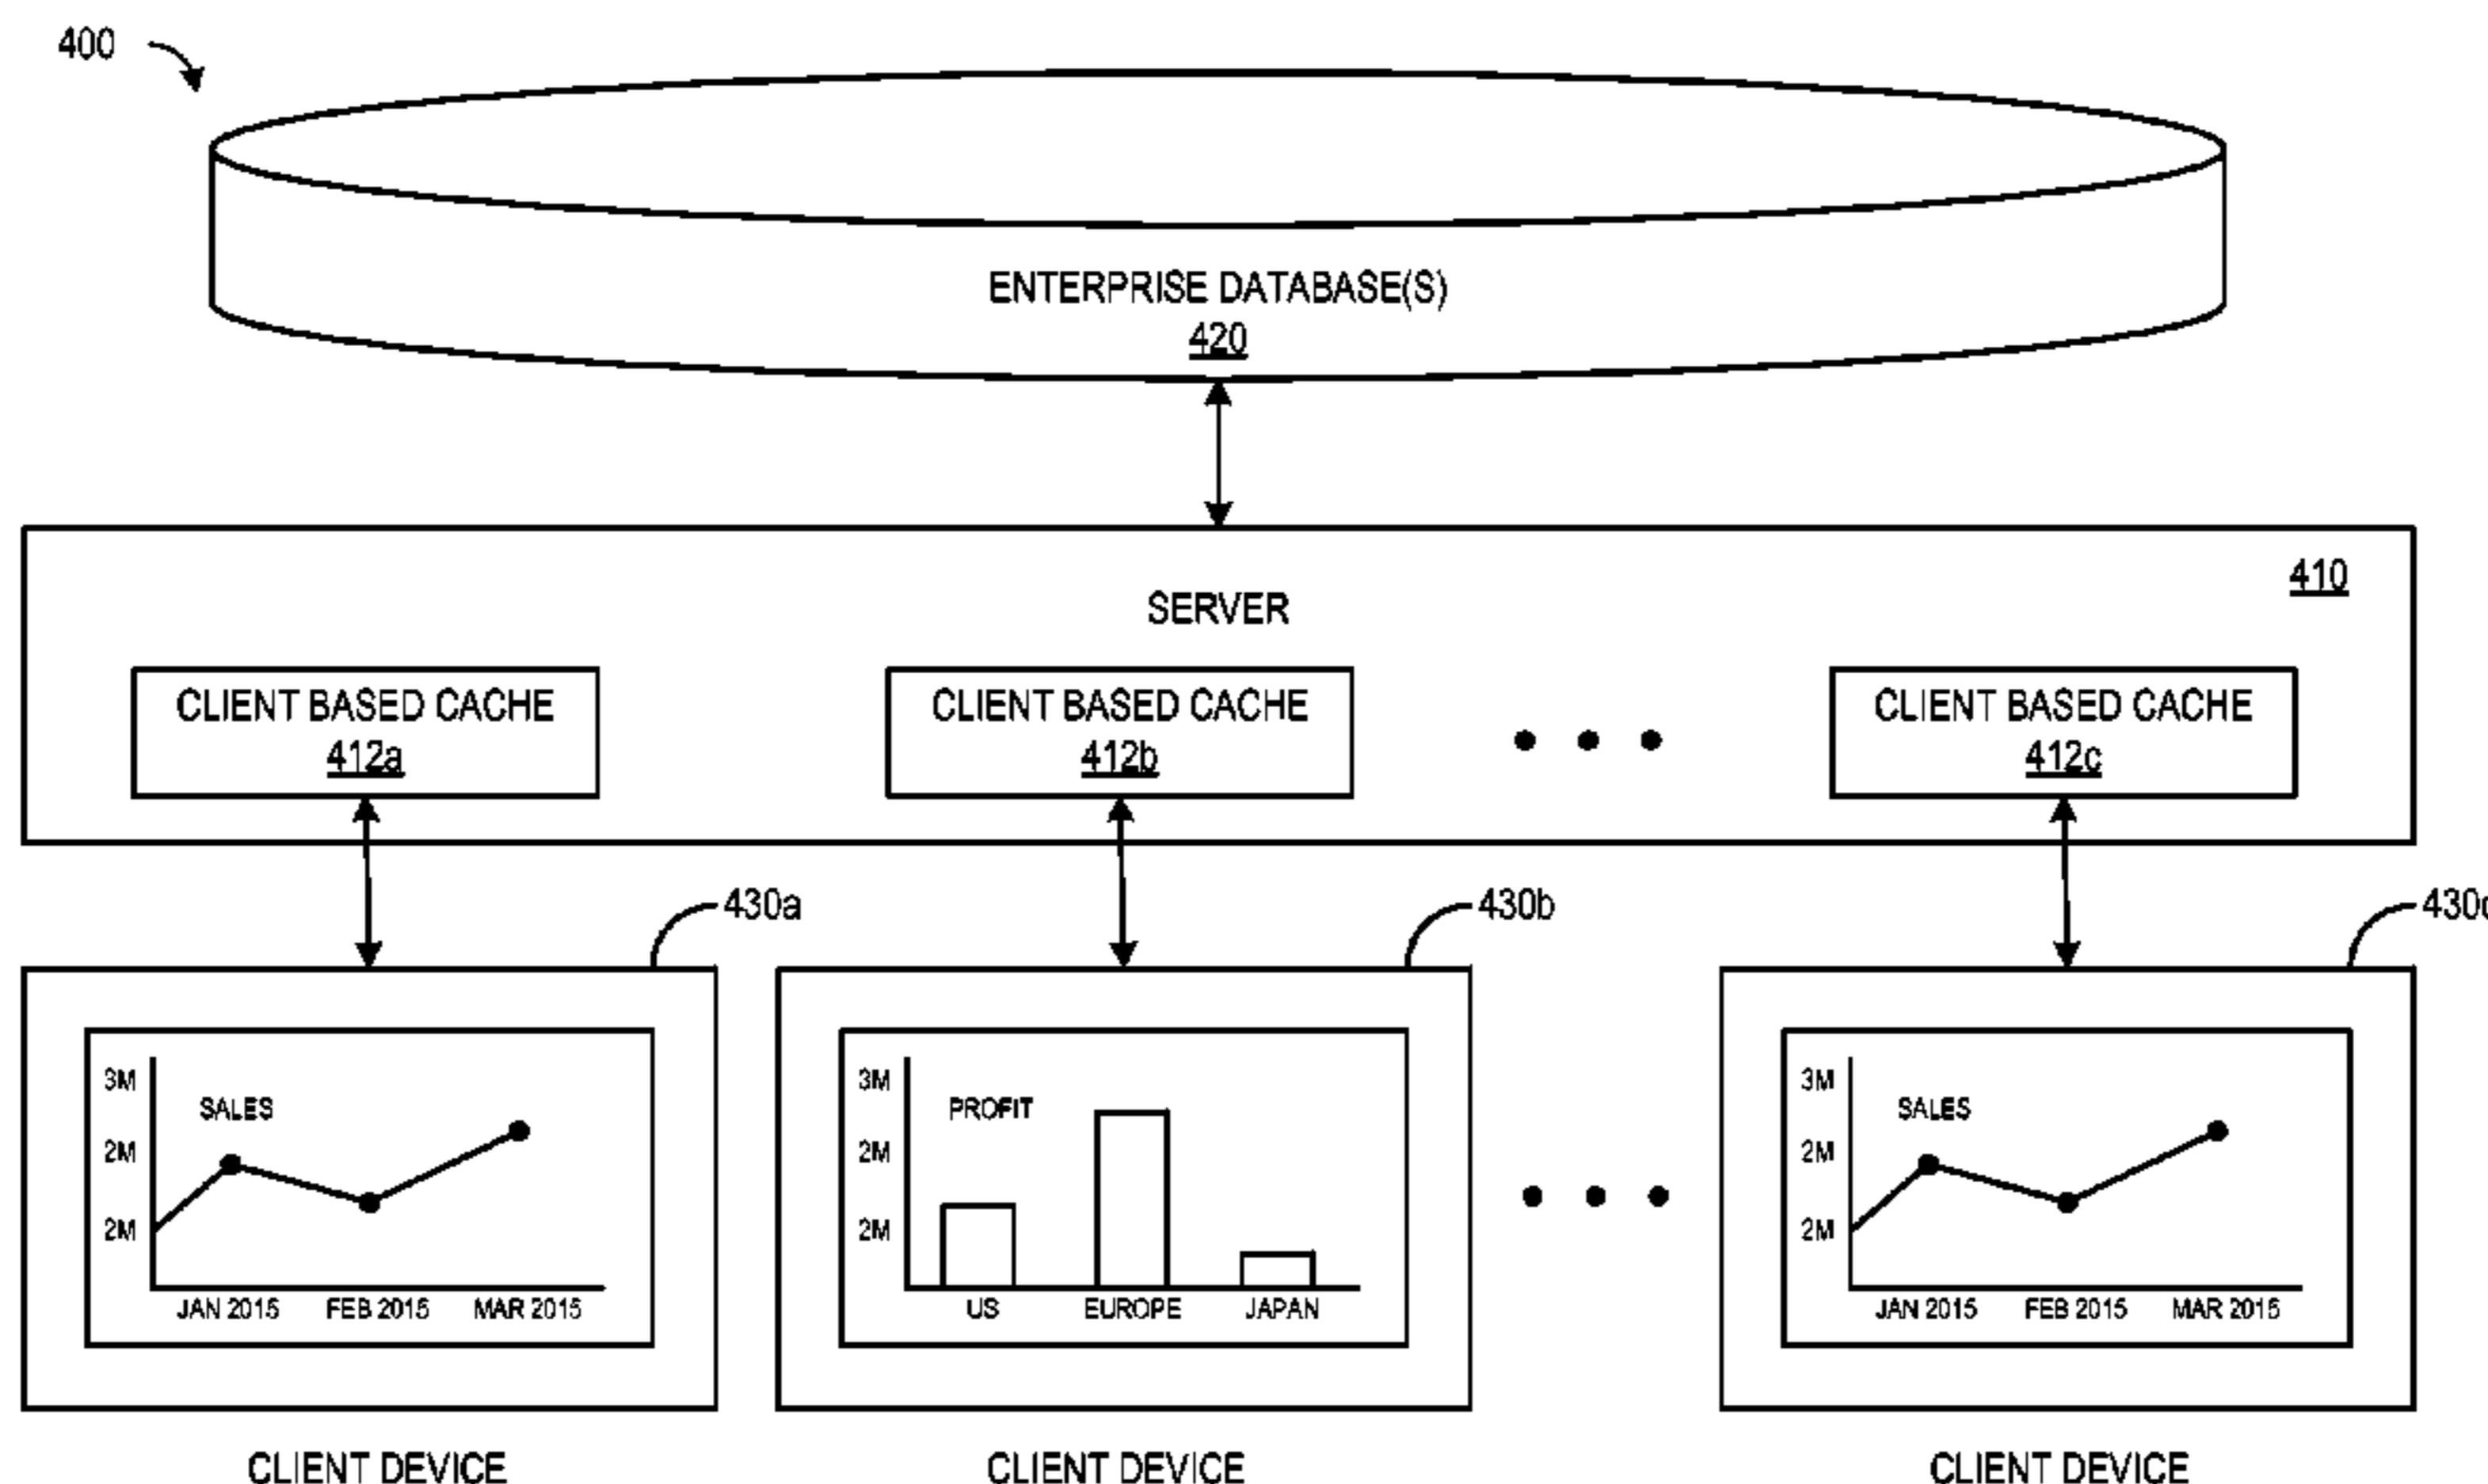 400
ENTERPRISE DATABASE(S)
420
410
SERVER
CLIENT BASED CACHE
412a
CLIENT BASED CACHE
412b
CLIENT BASED CACHE
412c
430a
430b
430c
3M
SALES
2M
2M
JAN 2015
FEB 2015
MAR 2015
3M
PROFIT
2M
2M
US
EUROPE
JAPAN
3M
SALES
2M
2M
JAN 2015
FEB 2015
MAR 2015
CLIENT DEVICE
CLIENT DEVICE
CLIENT DEVICE